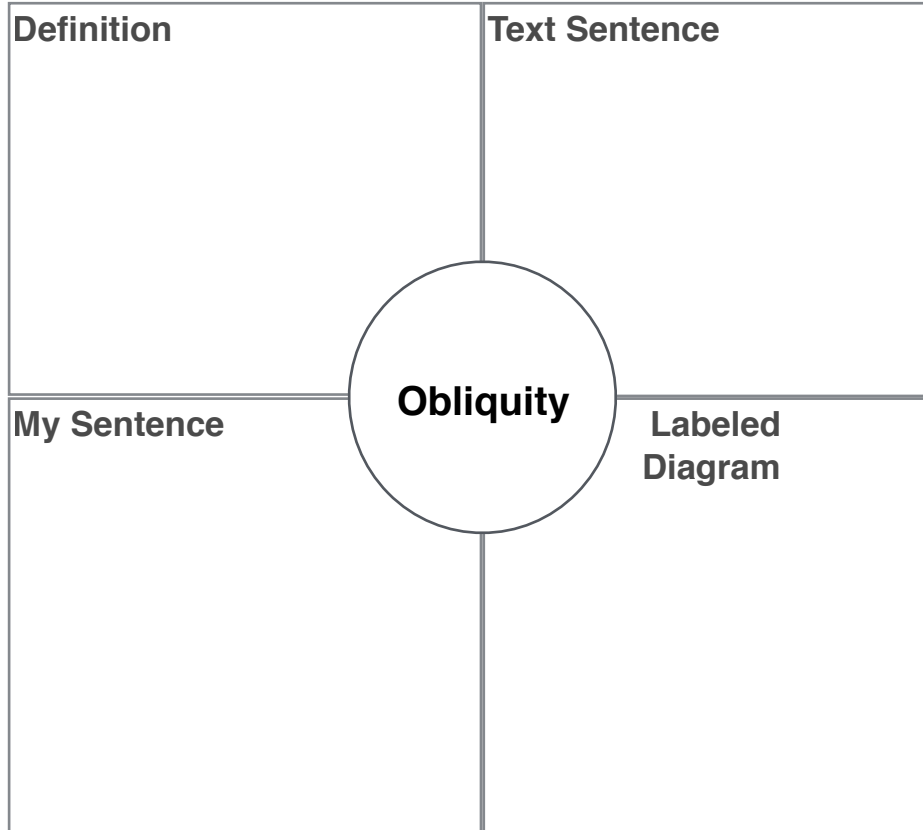 Definition
Text Sentence
Obliquity
My Sentence
Labeled
Diagram